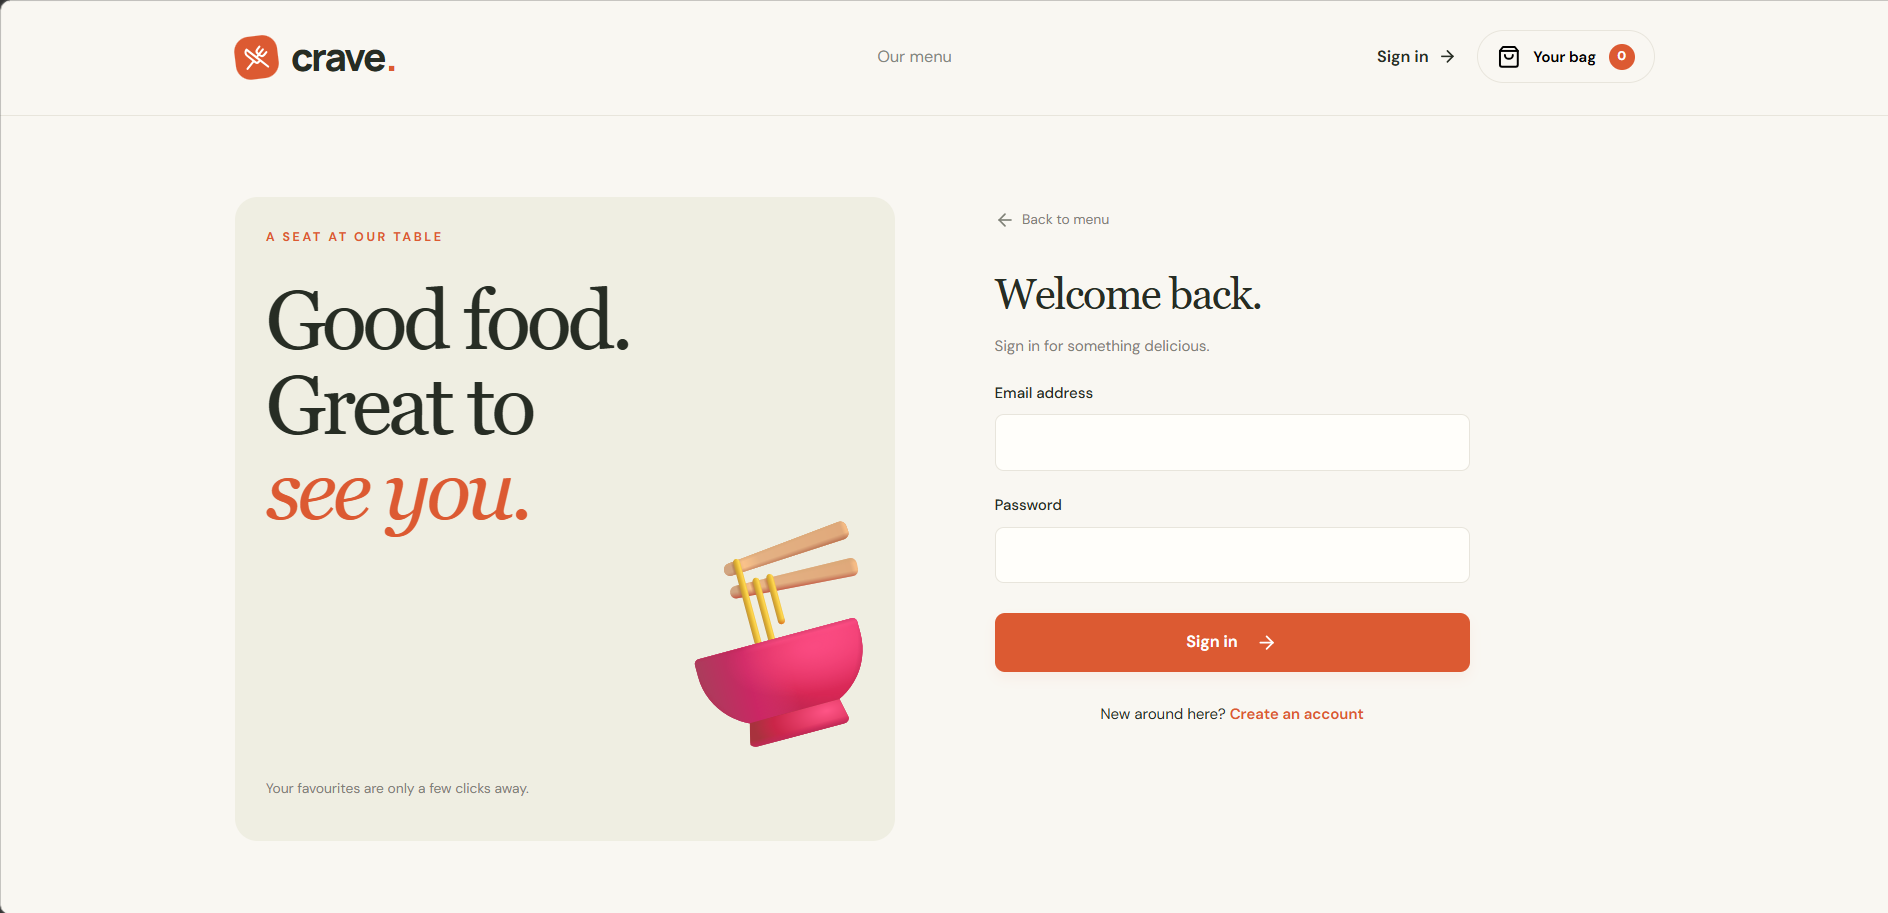 crave.
Our menu
Sign in
Your bag 0
A SEAT AT OUR TABLE
Good food.
Great to
see you.
Your favourites are only a few clicks away.
Back to menu
Welcome back.
Sign in for something delicious.
Email address
Password
Sign in
New around here? Create an account